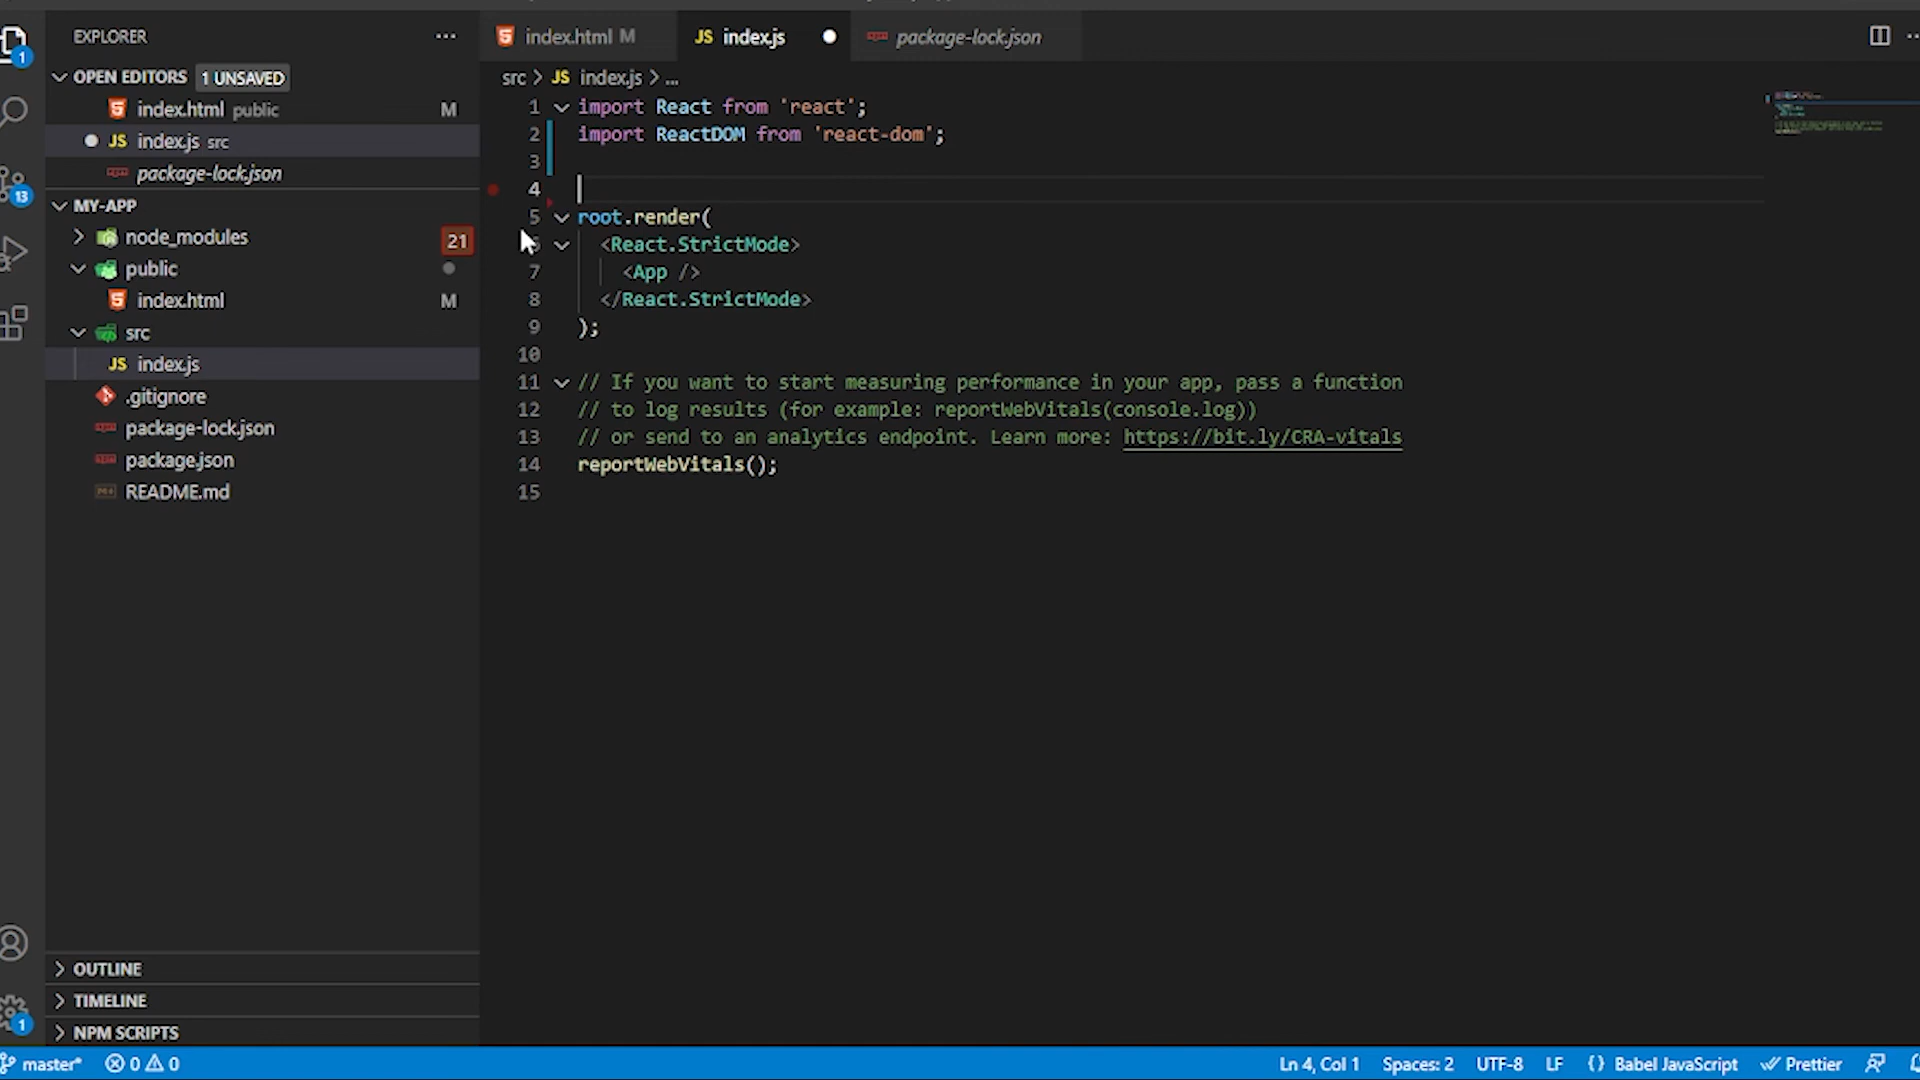 EXPLORER
OPEN EDITORS 1 UNSAVED
index.html public M
index.js src
package-lock.json
MY-APP
node_modules 21
public
index.html M
src
index.js
.gitignore
package-lock.json
package.json
README.md
OUTLINE
TIMELINE
NPM SCRIPTS
1
13
1
index.html M
JS index.js
package-lock.json
src > JS index.js > ...
1 import React from 'react';
2 import ReactDOM from 'react-dom';
3
4
5 root.render(
<React.StrictMode>
7 <App />
8 </React.StrictMode>
9 );
10
11 // If you want to start measuring performance in your app, pass a function
12 // to log results (for example: reportWebVitals(console.log))
13 // or send to an analytics endpoint. Learn more: https://bit.ly/CRA-vitals
14 reportWebVitals();
15
master* 0 0 Ln 4, Col 1 Spaces: 2 UTF-8 LF {} Babel JavaScript Prettier